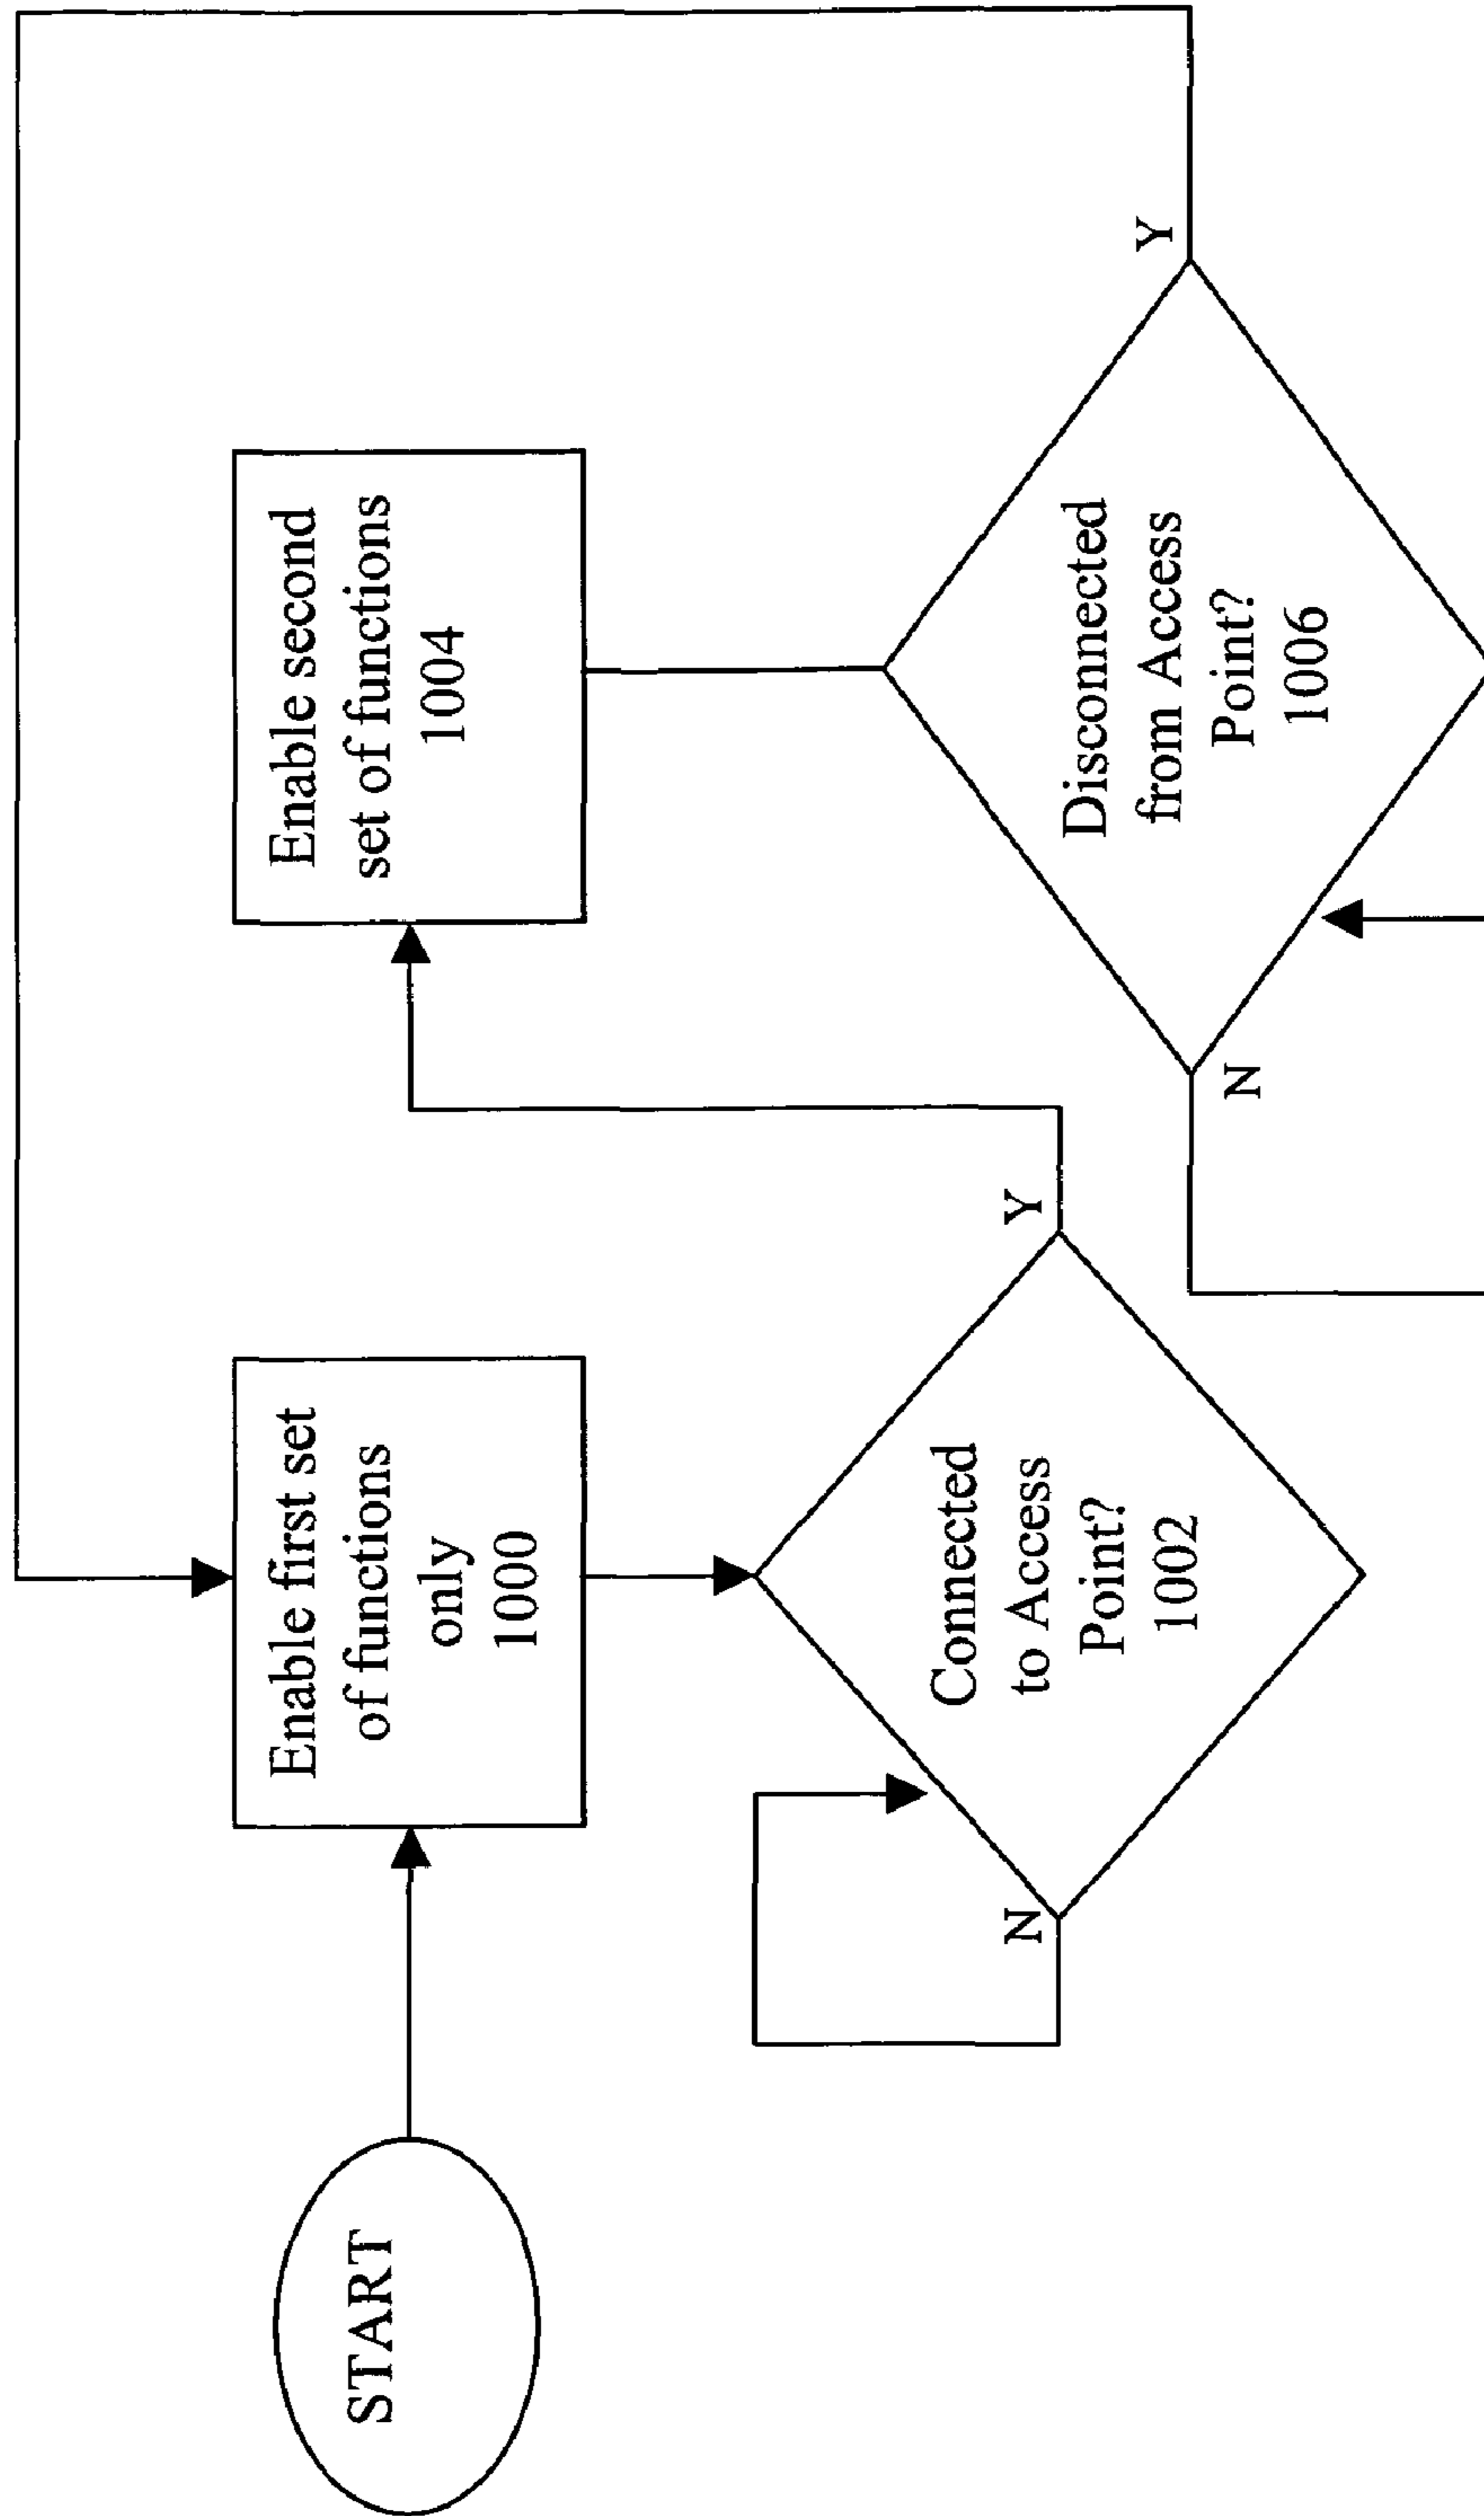 START
Enable first set
of functions
only
1000
Connected
to Access
Point?
1002
N
Y
Enable second
set of functions
1004
Disconnected
from Access
Point?
1006
N
Y